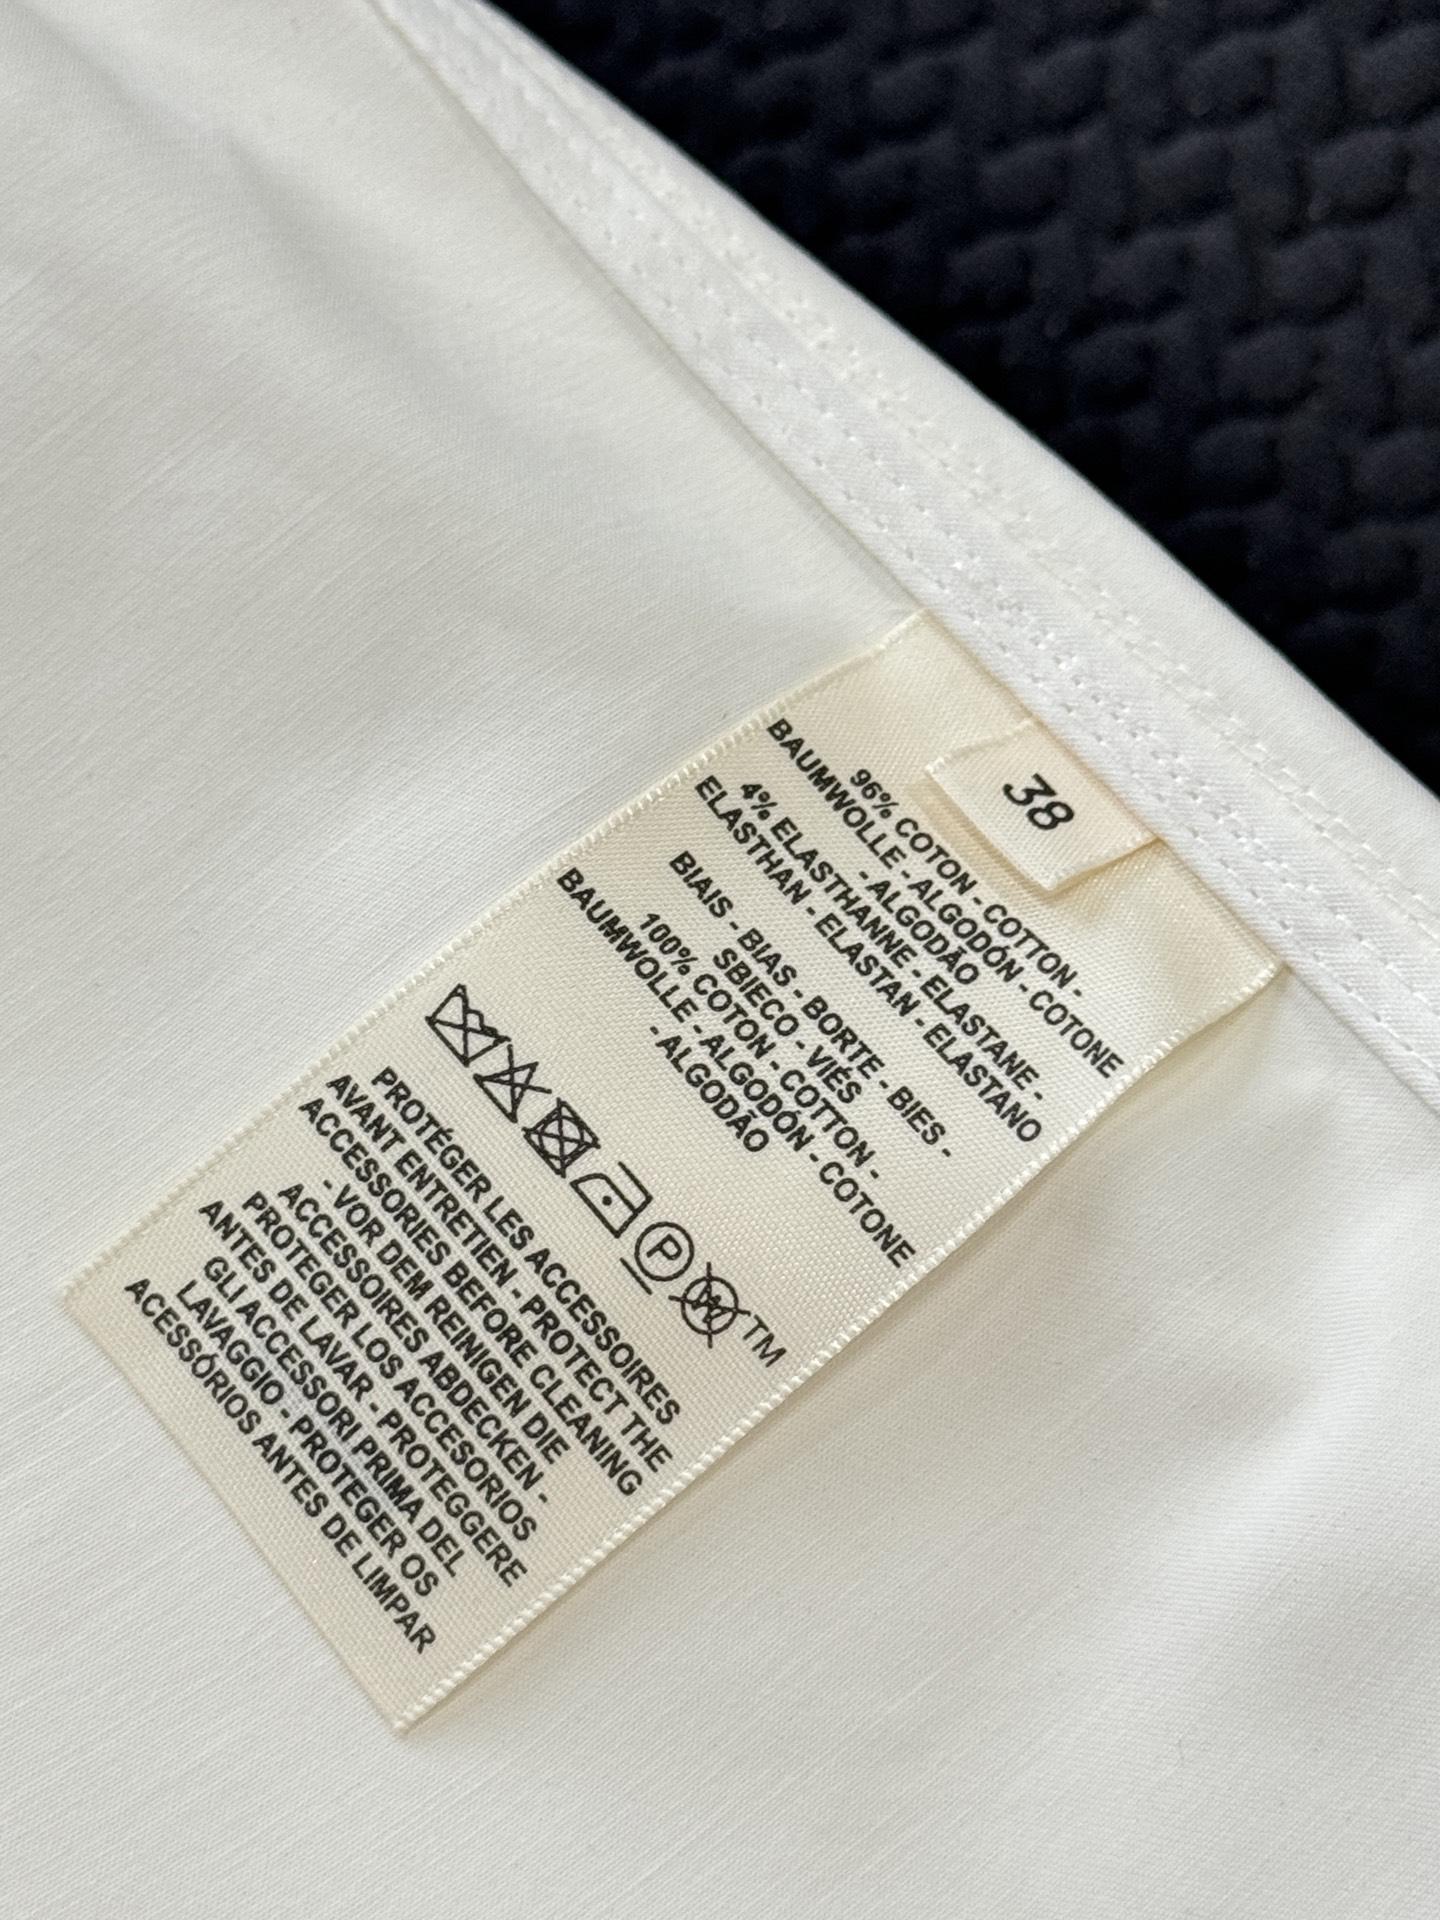 38
96% COTON - COTTON -
BAUMWOLLE - ALGODÓN - COTONE
- ALGODÃO
4% ELASTHANNE - ELASTANE -
ELASTHAN - ELASTAN - ELASTANO
BIAIS - BIAS - BORTE - BIES -
SBIECO - VIÉS
100% COTON - COTTON -
BAUMWOLLE - ALGODÓN - COTONE
- ALGODÃO
P W TM
PROTÉGER LES ACCESSOIRES
AVANT ENTRETIEN - PROTECT THE
ACCESSORIES BEFORE CLEANING
- VOR DEM REINIGEN DIE
ACCESSOIRES ABDECKEN -
PROTEGER LOS ACCESORIOS
ANTES DE LAVAR - PROTEGGERE
GLI ACCESSORI PRIMA DEL
LAVAGGIO - PROTEGER OS
ACESSÓRIOS ANTES DE LIMPAR